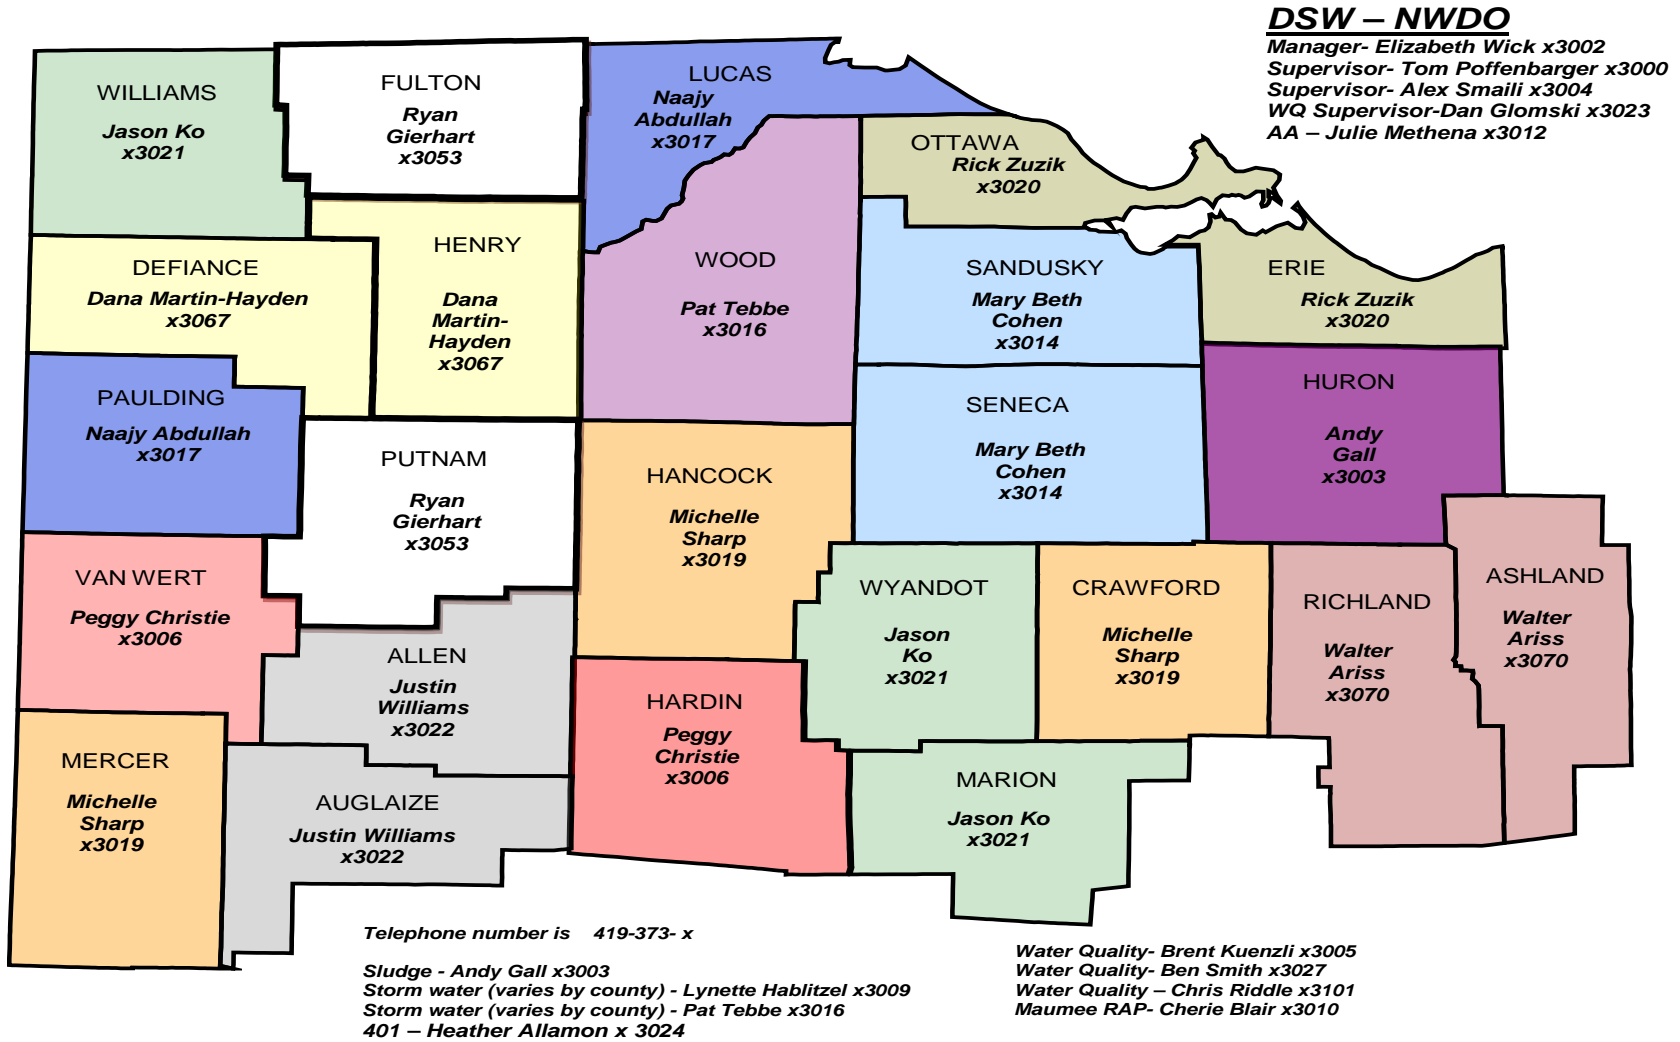 DSW – NWDO
Manager- Elizabeth Wick x3002
Supervisor- Tom Poffenbarger x3000
Supervisor- Alex Smaili x3004
WQ Supervisor-Dan Glomski x3023
AA – Julie Methena x3012
WILLIAMS
Jason Ko
x3021
FULTON
Ryan
Gierhart
x3053
LUCAS
Naajy
Abdullah
x3017
OTTAWA
Rick Zuzik
x3020
DEFIANCE
Dana Martin-Hayden
x3067
HENRY
Dana
Martin-
Hayden
x3067
WOOD
Pat Tebbe
x3016
SANDUSKY
Mary Beth
Cohen
x3014
ERIE
Rick Zuzik
x3020
PAULDING
Naajy Abdullah
x3017
PUTNAM
Ryan
Gierhart
x3053
HANCOCK
Michelle
Sharp
x3019
SENECA
Mary Beth
Cohen
x3014
HURON
Andy
Gall
x3003
VAN WERT
Peggy Christie
x3006
ALLEN
Justin
Williams
x3022
HARDIN
Peggy
Christie
x3006
WYANDOT
Jason
Ko
x3021
CRAWFORD
Michelle
Sharp
x3019
RICHLAND
Walter
Ariss
x3070
ASHLAND
Walter
Ariss
x3070
MERCER
Michelle
Sharp
x3019
AUGLAIZE
Justin Williams
x3022
MARION
Jason Ko
x3021
Telephone number is 419-373- x
Sludge - Andy Gall x3003
Storm water (varies by county) - Lynette Hablitzel x3009
Storm water (varies by county) - Pat Tebbe x3016
401 – Heather Allamon x 3024
Water Quality- Brent Kuenzli x3005
Water Quality- Ben Smith x3027
Water Quality – Chris Riddle x3101
Maumee RAP- Cherie Blair x3010